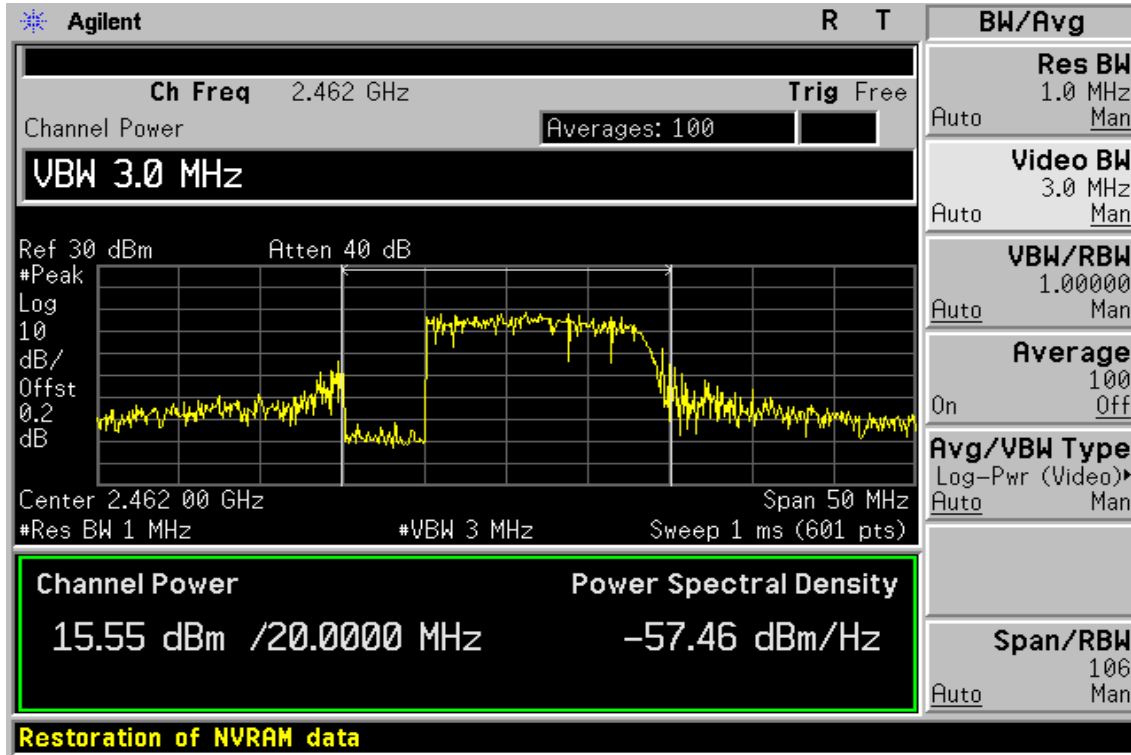 Agilent R T
Ch Freq 2.462 GHz Trig Free
Channel Power Averages: 100
VBW 3.0 MHz
Ref 30 dBm Atten 40 dB
#Peak
Log
10
dB/
Offst
0.2
dB
Center 2.462 00 GHz Span 50 MHz
#Res BW 1 MHz #VBW 3 MHz Sweep 1 ms (601 pts)
Channel Power Power Spectral Density
15.55 dBm /20.0000 MHz -57.46 dBm/Hz
Restoration of NVRAM data
BW/Avg
Res BW
1.0 MHz
Auto Man
Video BW
3.0 MHz
Auto Man
VBW/RBW
1.00000
Auto Man
Average
100
On Off
Avg/VBW Type
Log-Pwr (Video)▸
Auto Man
Span/RBW
106
Auto Man